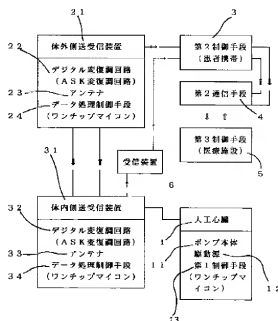 21
体外側送受信装置
22
デジタル変復調回路
(ASK変復調回路)
23
アンテナ
24
データ処理制御手段
(ワンチップマイコン)
3
第2制御手段
(患者携帯)
第2通信手段
4
第3制御手段
(医療施設)
5
31
受信装置
6
体内側送受信装置
32
デジタル変復調回路
(ASK変復調回路)
33
アンテナ
34
データ処理制御手段
(ワンチップマイコン)
人工心臓
1
ポンプ本体
11
駆動源
12
第1制御手段
(ワンチップマ
イコン)
13